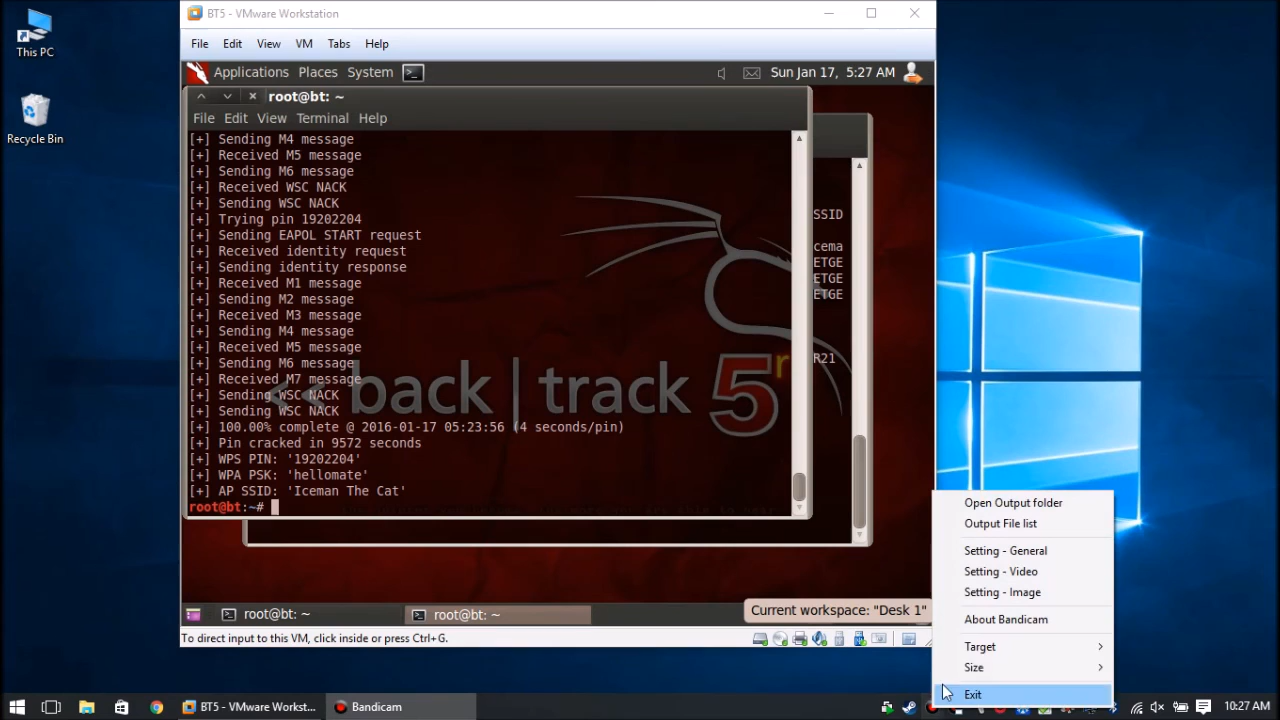 This PC
Recycle Bin
BT5 - VMware Workstation
File Edit View VM Tabs Help
Applications Places System Sun Jan 17, 5:27 AM
root@bt: ~
File Edit View Terminal Help
[+] Sending M4 message
[+] Received M5 message
[+] Sending M6 message
[+] Received WSC NACK
[+] Sending WSC NACK
[+] Trying pin 19202204
[+] Sending EAPOL START request
[+] Received identity request
[+] Sending identity response
[+] Received M1 message
[+] Sending M2 message
[+] Received M3 message
[+] Sending M4 message
[+] Received M5 message
[+] Sending M6 message
[+] Received M7 message
[+] Sending WSC NACK
[+] Sending WSC NACK
[+] 100.00% complete @ 2016-01-17 05:23:56 (4 seconds/pin)
[+] Pin cracked in 9572 seconds
[+] WPS PIN: '19202204'
[+] WPA PSK: 'hellomate'
[+] AP SSID: 'Iceman The Cat'
root@bt:~#
<< back | track 5 r
SSID
cema
ETGE
ETGE
ETGE
R21
root@bt: ~
root@bt: ~
Current workspace: "Desk 1"
To direct input to this VM, click inside or press Ctrl+G.
Open Output folder
Output File list
Setting - General
Setting - Video
Setting - Image
About Bandicam
Target
Size
Exit
BT5 - VMware Workst...
Bandicam
10:27 AM